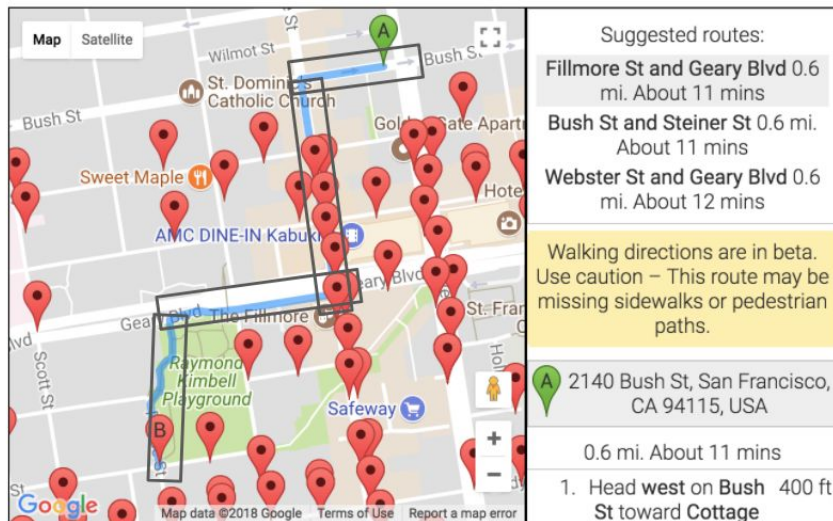 Map
Satellite
St
Wilmot St
A
Bush St
St. Domini
Catholic Church
Bush St
Gold
Gate Apart
Sweet Maple
Hote
AMC DINE-IN Kabuki
Geary Blvd
eary Blvd
The Fillmore
St. Fran
lvd
Scott St
Raymond
Kimbell
Playground
Safeway
B
St
Google
Map data ©2018 Google
Terms of Use
Report a map error
Suggested routes:
Fillmore St and Geary Blvd 0.6
mi. About 11 mins
Bush St and Steiner St 0.6 mi.
About 11 mins
Webster St and Geary Blvd 0.6
mi. About 12 mins
Walking directions are in beta.
Use caution – This route may be
missing sidewalks or pedestrian
paths.
A 2140 Bush St, San Francisco,
CA 94115, USA
0.6 mi. About 11 mins
1. Head west on Bush 400 ft
St toward Cottage